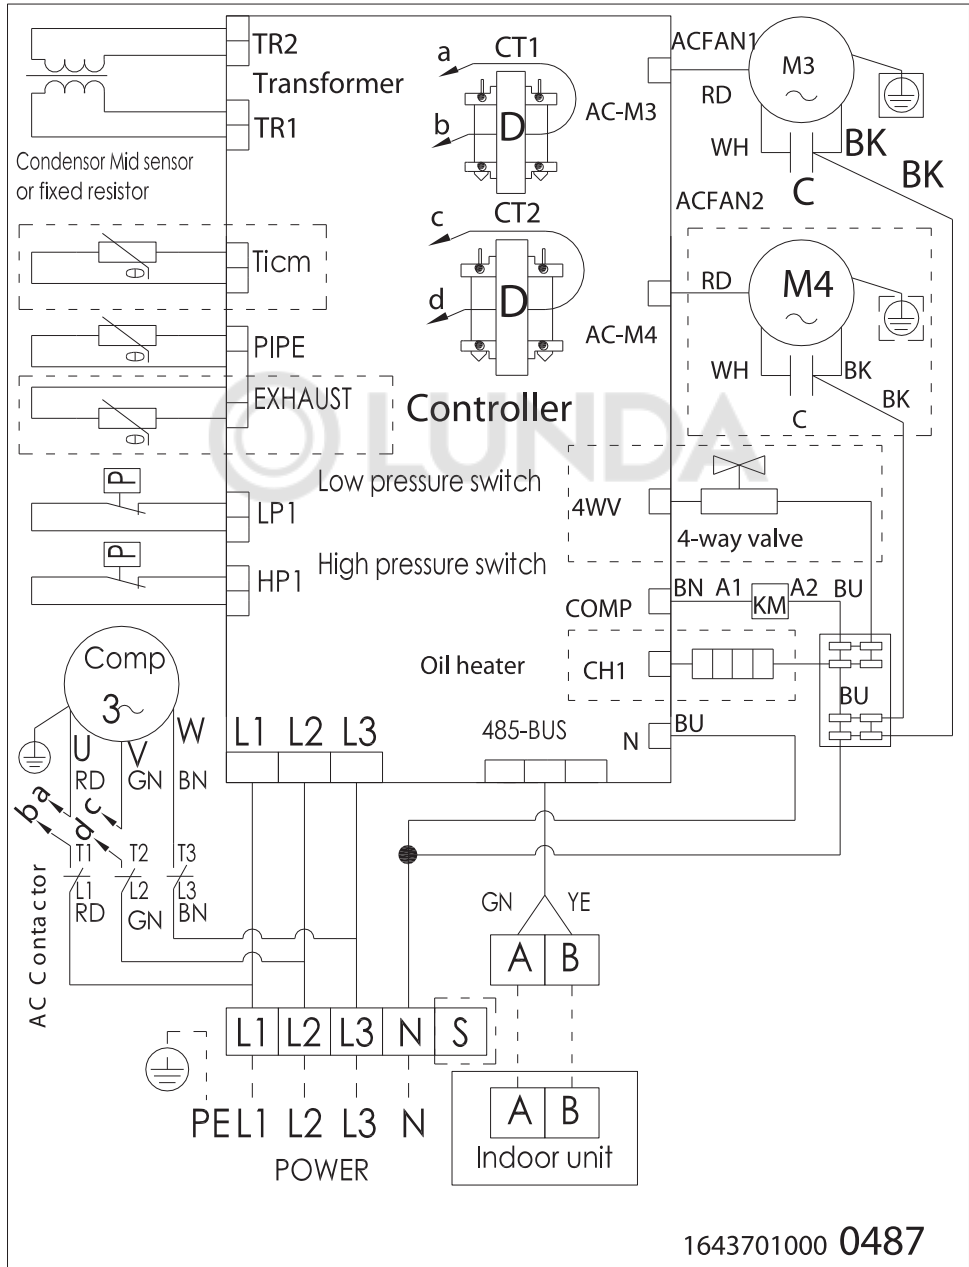 TR2
Transformer
TR1
Condensor Mid sensor
or fixed resistor
Ticm
PIPE
EXHAUST
P
LP1
Low pressure switch
P
HP1
High pressure switch
a
CT1
b
D
c
CT2
d
D
Controller
ACFAN1
M3
RD
AC-M3
WH
BK
BK
C
ACFAN2
RD
M4
AC-M4
WH
BK
BK
C
LUNDA
4WV
4-way valve
BN A1 KM A2 BU
COMP
Oil heater
CH1
BU
BU
N
485-BUS
Comp
3
U V W
RD GN BN
b a c d
T1 T2 T3
L1 L2 L3
RD GN BN
AC Contactor
L1 L2 L3
GN YE
A B
L1 L2 L3 N S
PE L1 L2 L3 N
POWER
A B
Indoor unit
1643701000 0487